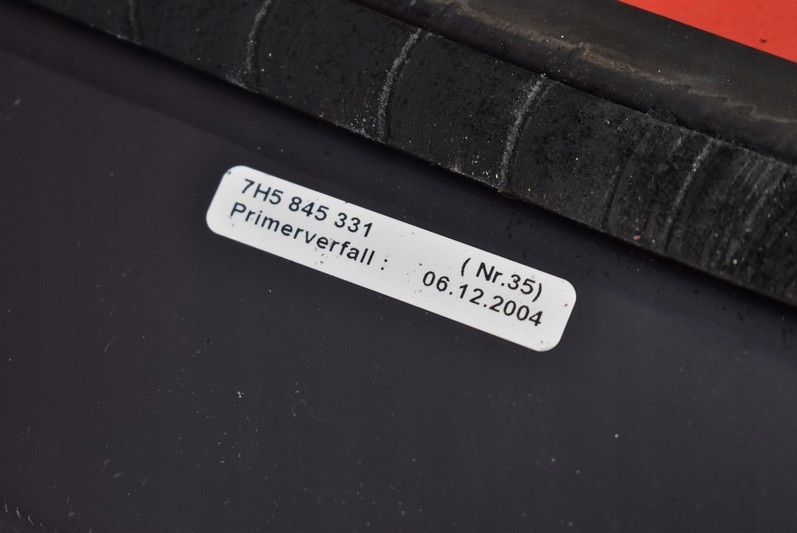 7H5 845 331 ( Nr.35)
Primerverfall : 06.12.2004